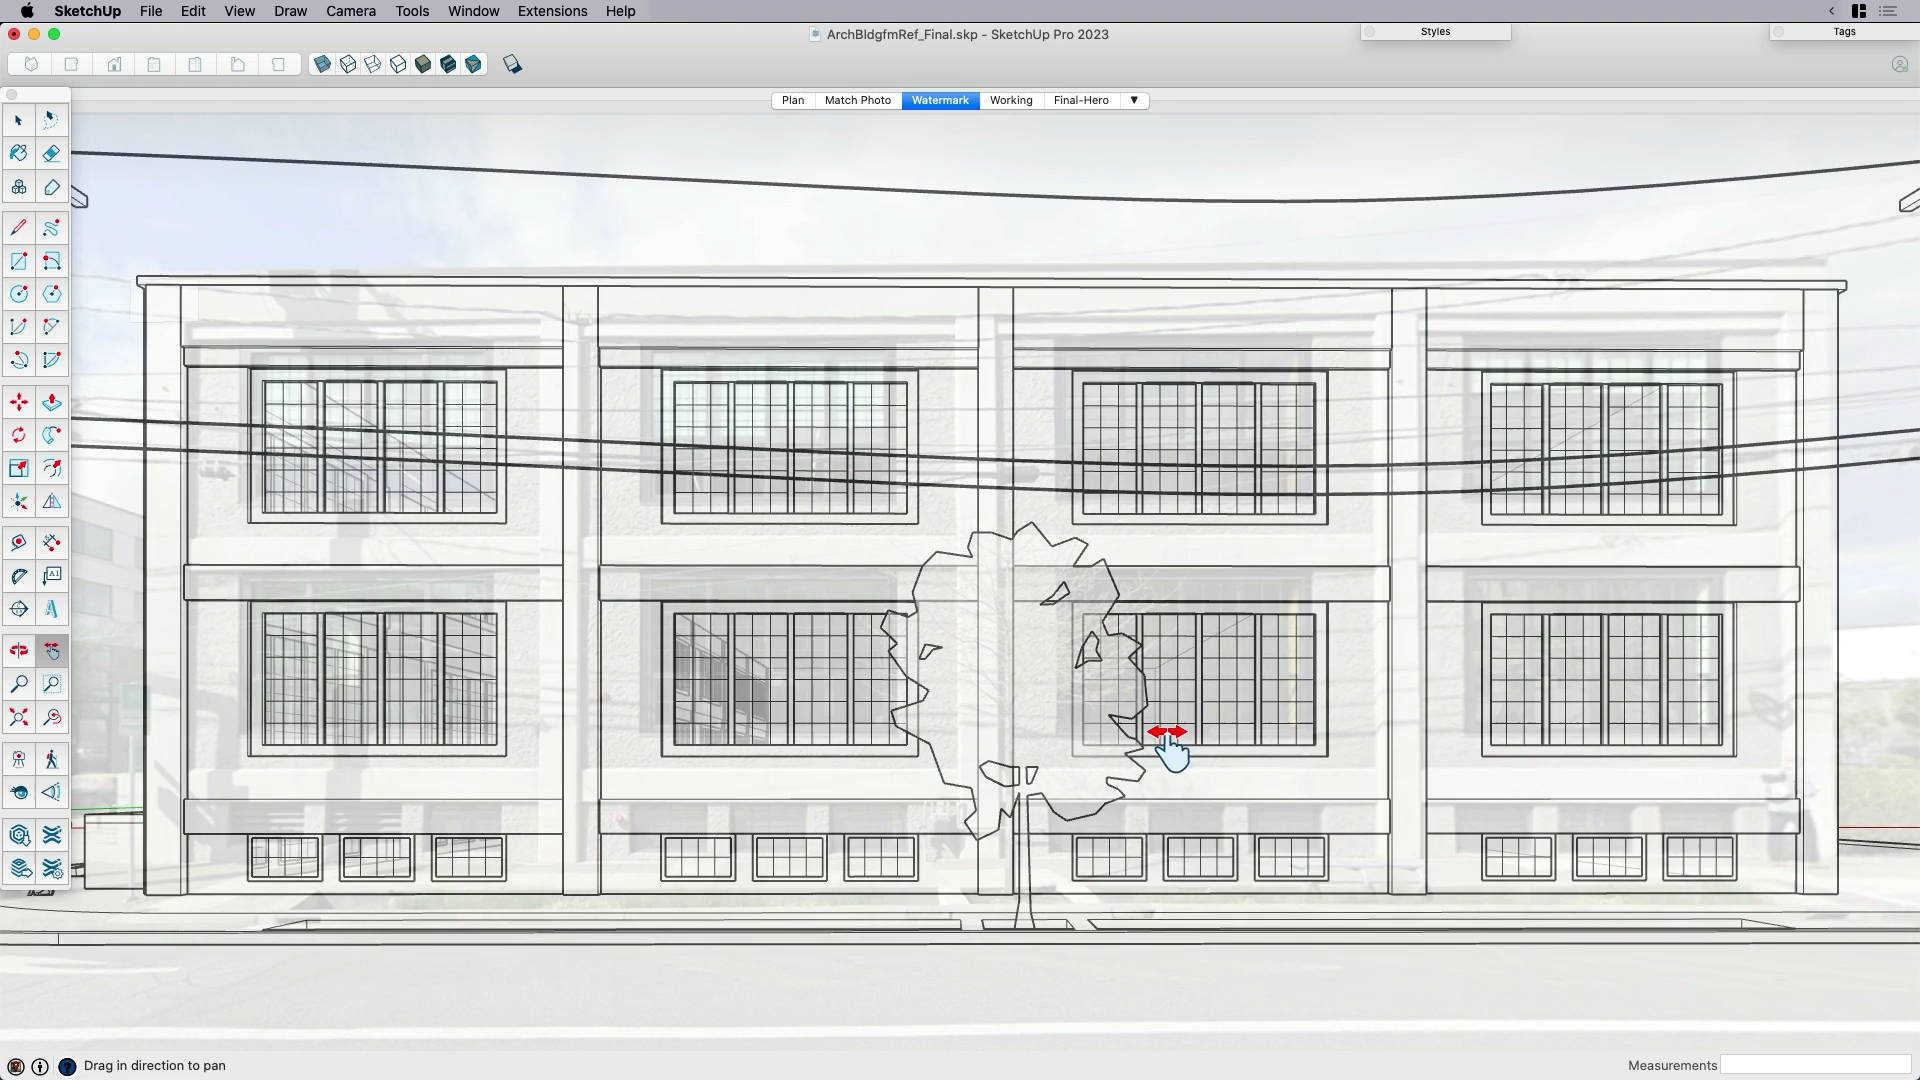 SketchUp File Edit View Draw Camera Tools Window Extensions Help
ArchBldgfmRef_Final.skp - SketchUp Pro 2023
Styles
Tags
Plan Match Photo Watermark Working Final-Hero
A1
A
Drag in direction to pan
Measurements